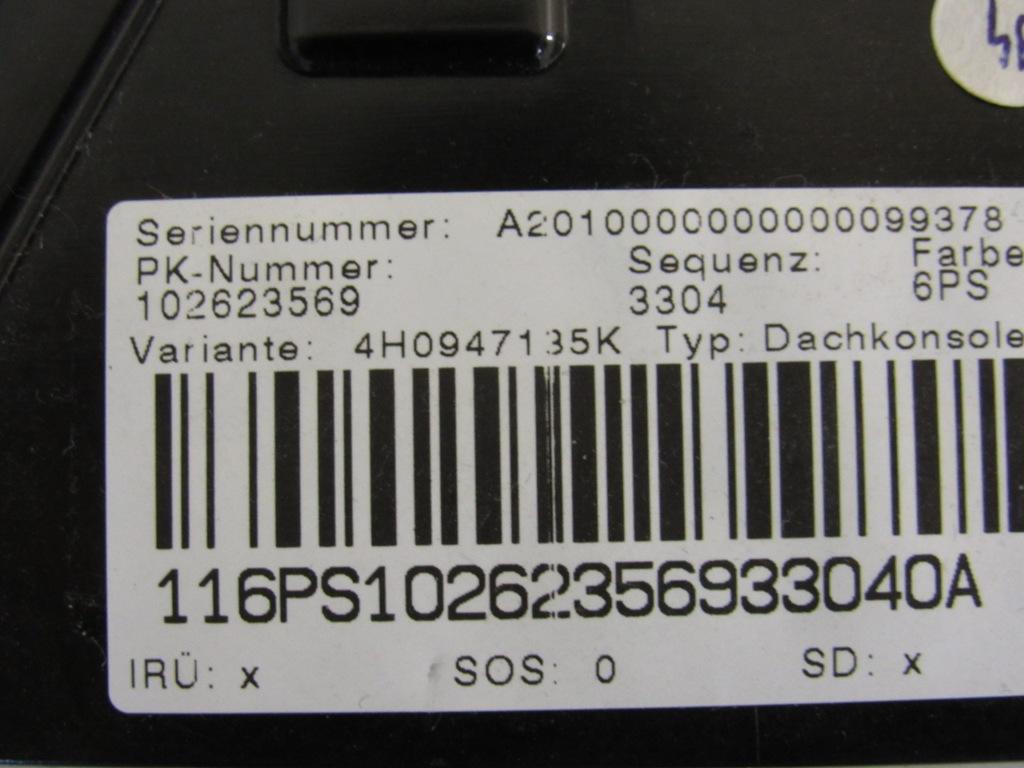 Seriennummer: A2010000000000099378
PK-Nummer: Sequenz: Farbe
102623569 3304 6PS
Variante: 4H0947135K Typ: Dachkonsole
116PS10262356933040A
IRÜ: x SOS: 0 SD: x